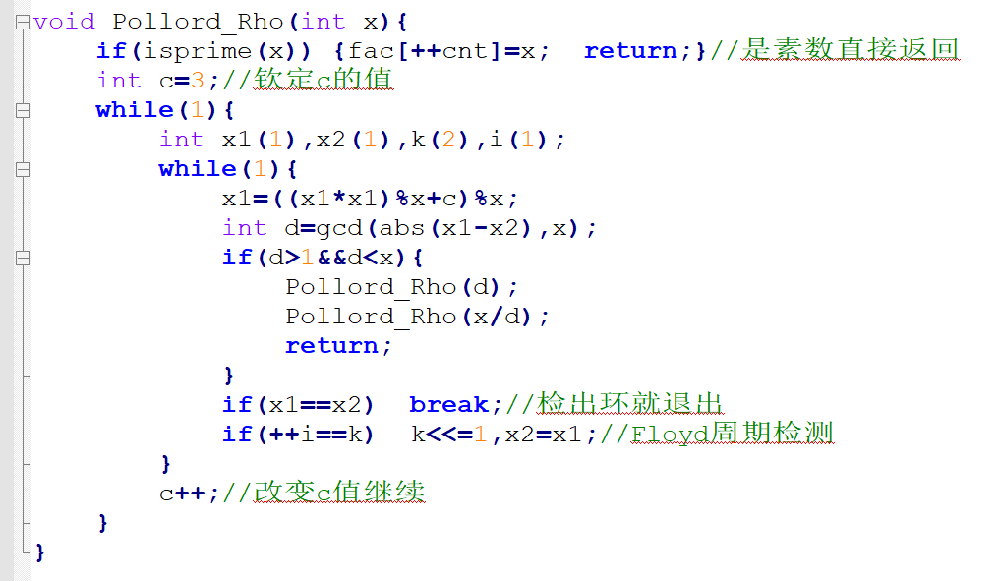 void Pollord_Rho(int x){
    if(isprime(x)) {fac[++cnt]=x;  return;}//是素数直接返回
    int c=3;//钦定c的值
    while(1){
        int x1(1),x2(1),k(2),i(1);
        while(1){
            x1=((x1*x1)%x+c)%x;
            int d=gcd(abs(x1-x2),x);
            if(d>1&&d<x){
                Pollord_Rho(d);
                Pollord_Rho(x/d);
                return;
            }
            if(x1==x2)  break;//检出环就退出
            if(++i==k)  k<<=1,x2=x1;//Floyd周期检测
        }
        c++;//改变c值继续
    }
}